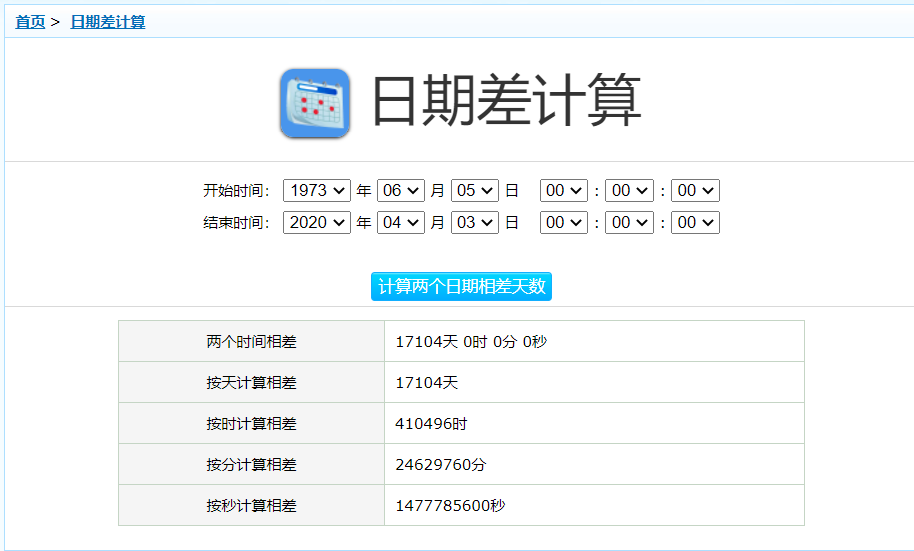 首页 > 日期差计算
日期差计算
开始时间: 1973 年 06 月 05 日 00 : 00 : 00
结束时间: 2020 年 04 月 03 日 00 : 00 : 00
计算两个日期相差天数
两个时间相差 17104天 0时 0分 0秒
按天计算相差 17104天
按时计算相差 410496时
按分计算相差 24629760分
按秒计算相差 1477785600秒